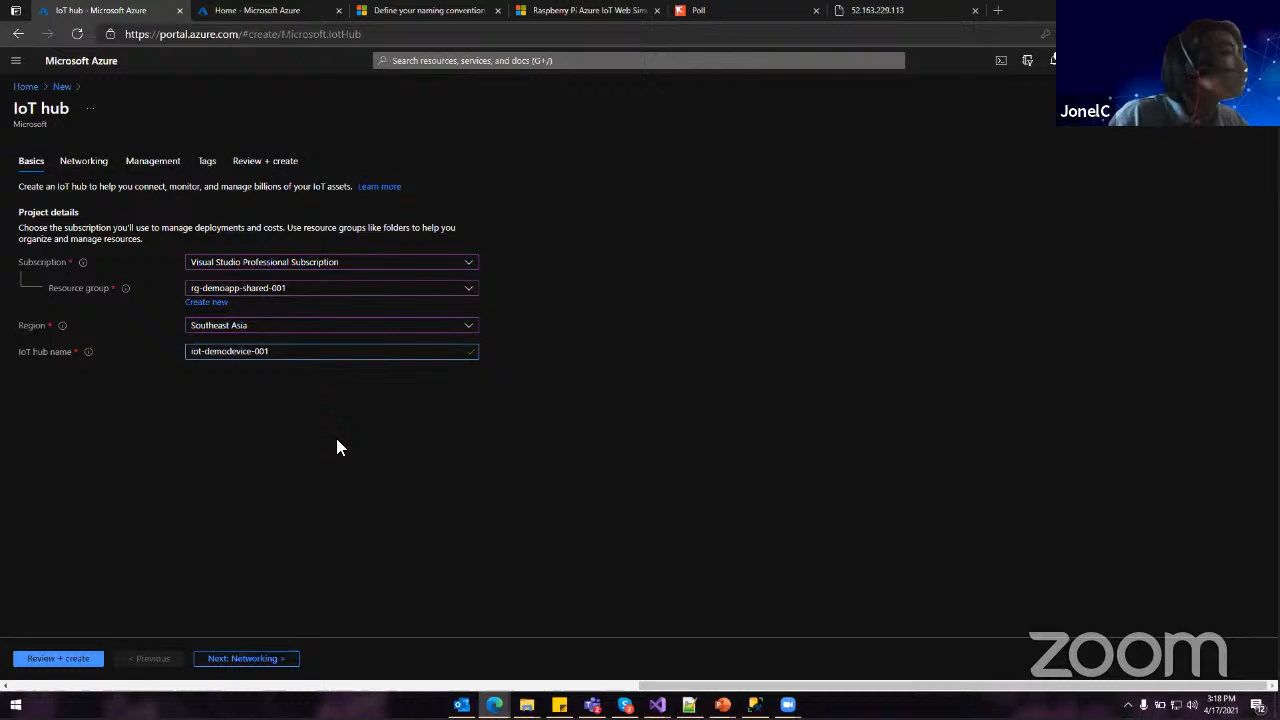 IoT hub - Microsoft Azure
Home - Microsoft Azure
Define your naming convention
Raspberry Pi Azure IoT Web Sim
Poll
52.163.229.113
https://portal.azure.com/#create/Microsoft.IotHub
Microsoft Azure
Search resources, services, and docs (G+/)
Home > New >
IoT hub ...
Microsoft
JonelC
Basics Networking Management Tags Review + create
Create an IoT hub to help you connect, monitor, and manage billions of your IoT assets. Learn more
Project details
Choose the subscription you'll use to manage deployments and costs. Use resource groups like folders to help you
organize and manage resources.
Subscription * Visual Studio Professional Subscription
Resource group * rg-demoapp-shared-001
Create new
Region * Southeast Asia
IoT hub name * iot-demodevice-001
Review + create < Previous Next: Networking >
zoom
3:18 PM
4/17/2021